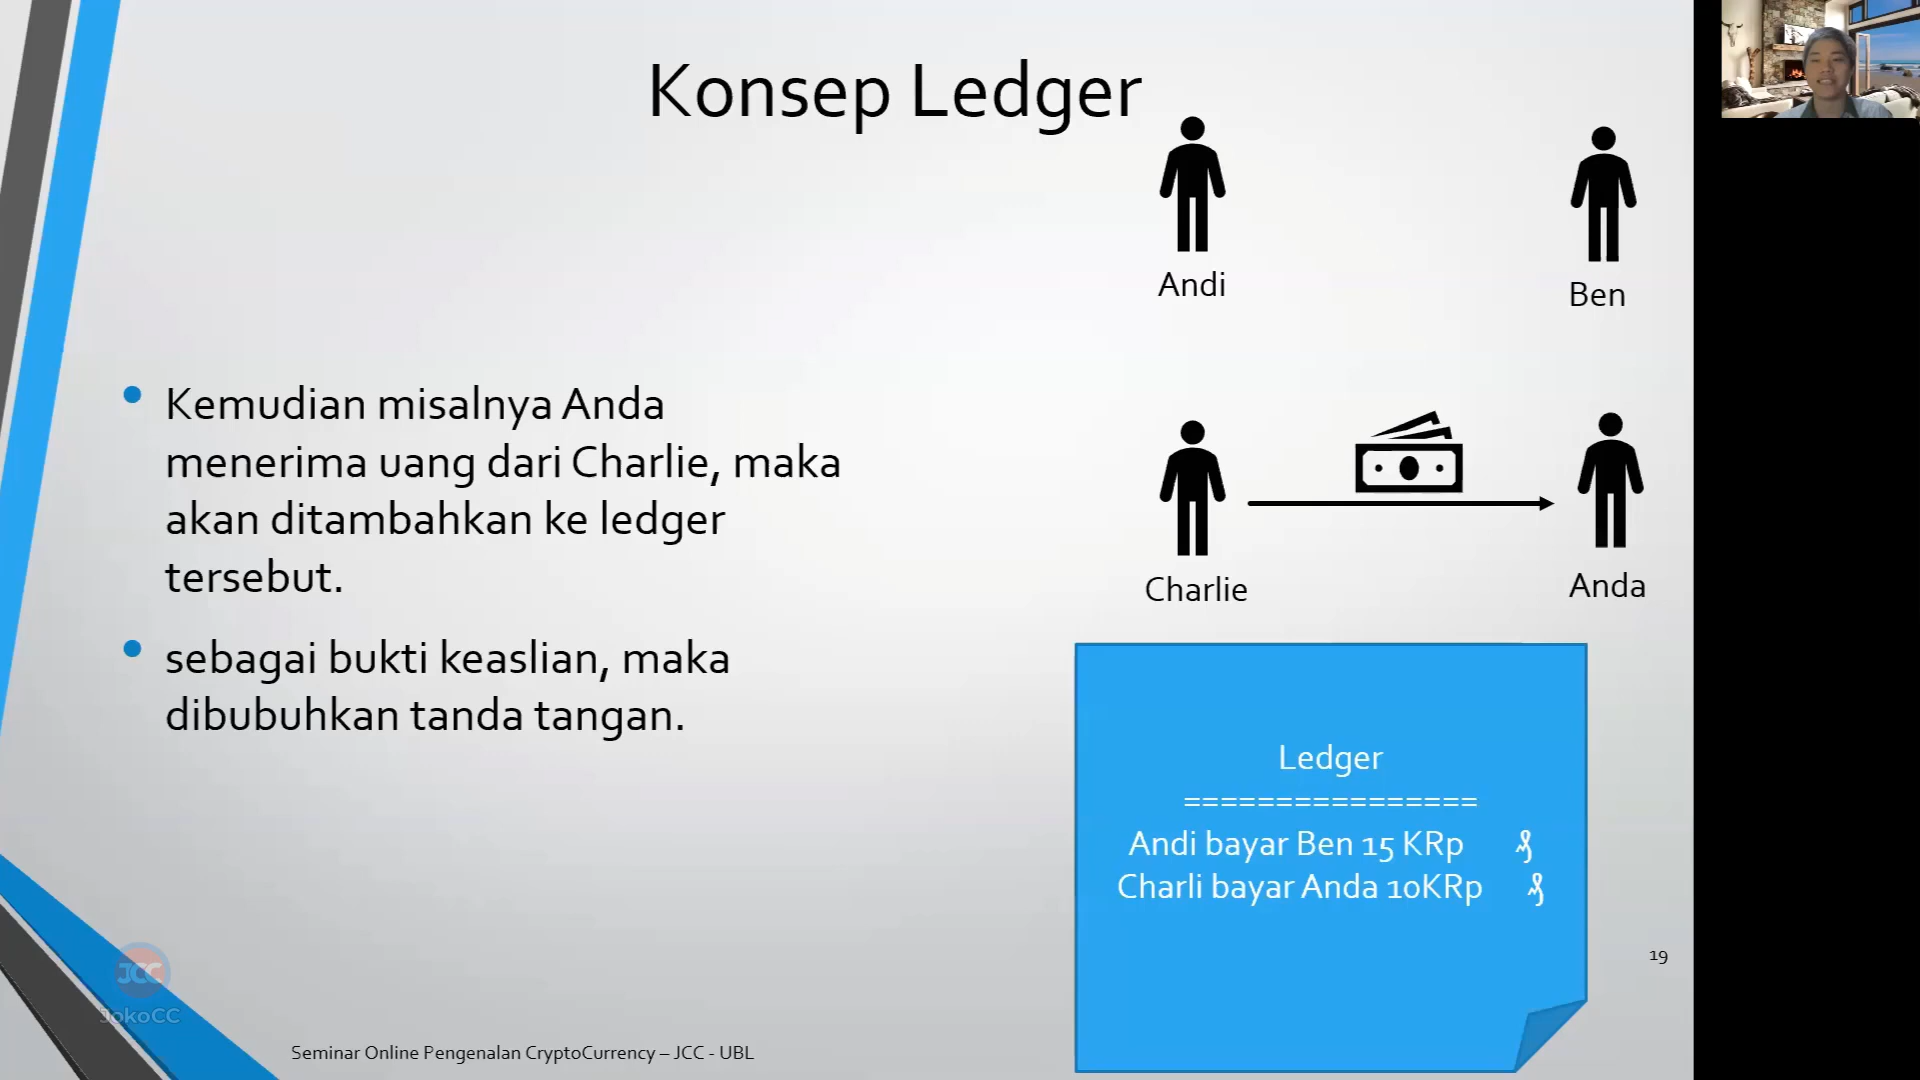 Konsep Ledger
Andi
Ben
Kemudian misalnya Anda
menerima uang dari Charlie, maka
akan ditambahkan ke ledger
tersebut.
sebagai bukti keaslian, maka
dibubuhkan tanda tangan.
Charlie
Anda
Ledger
================
Andi bayar Ben 15 KRp
Charli bayar Anda 10KRp
19
JCC
JokoCC
Seminar Online Pengenalan CryptoCurrency – JCC - UBL